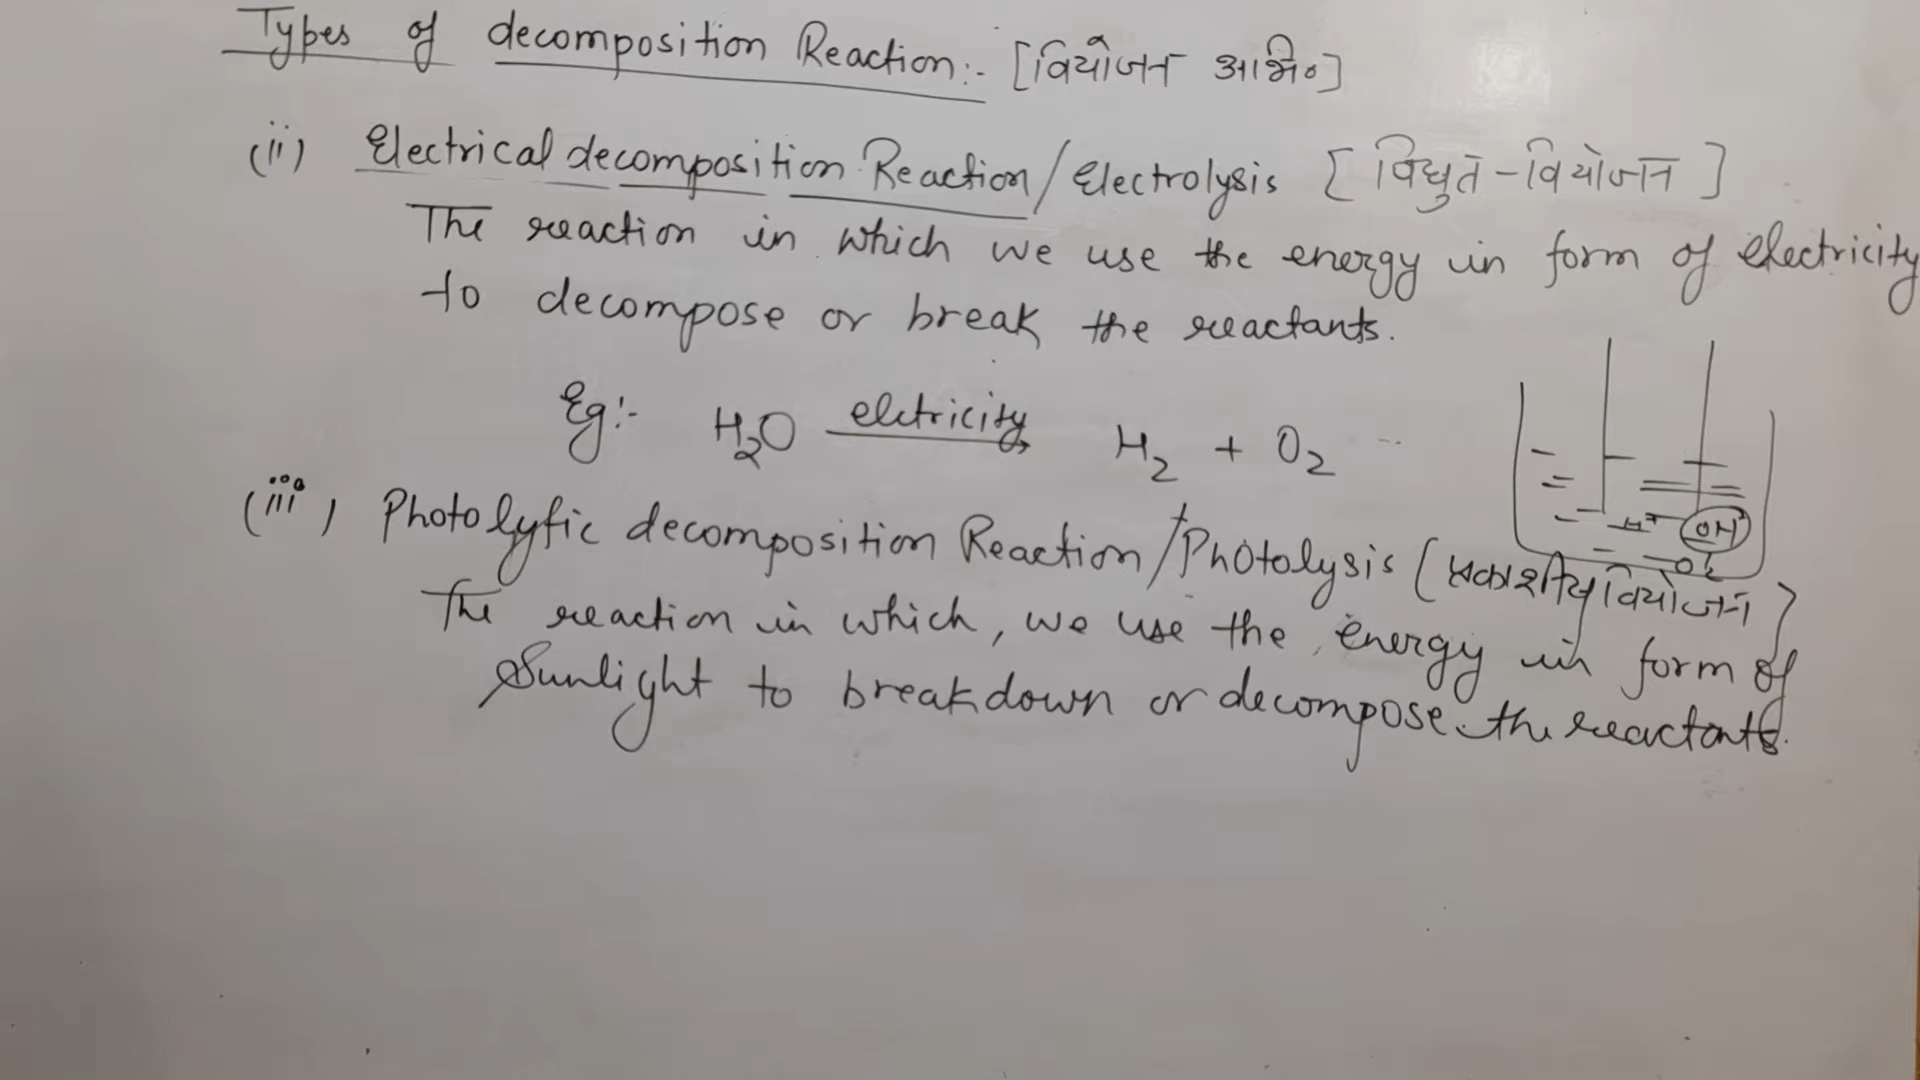 Types of decomposition Reaction:- [वियोजन अभि०]
(ii) Electrical decomposition Reaction/Electrolysis [विद्युत-वियोजन]
The reaction in which we use the energy in form of electricity
to decompose or break the reactants.
Eg:- H₂O eletricity→ H₂ + O₂
H⁺ OH⁻
O₂
(iii) Photolytic decomposition Reaction/Photolysis (प्रकाशीय वियोजन)
The reaction in which, we use the energy in form of
Sunlight to breakdown or decompose the reactants.